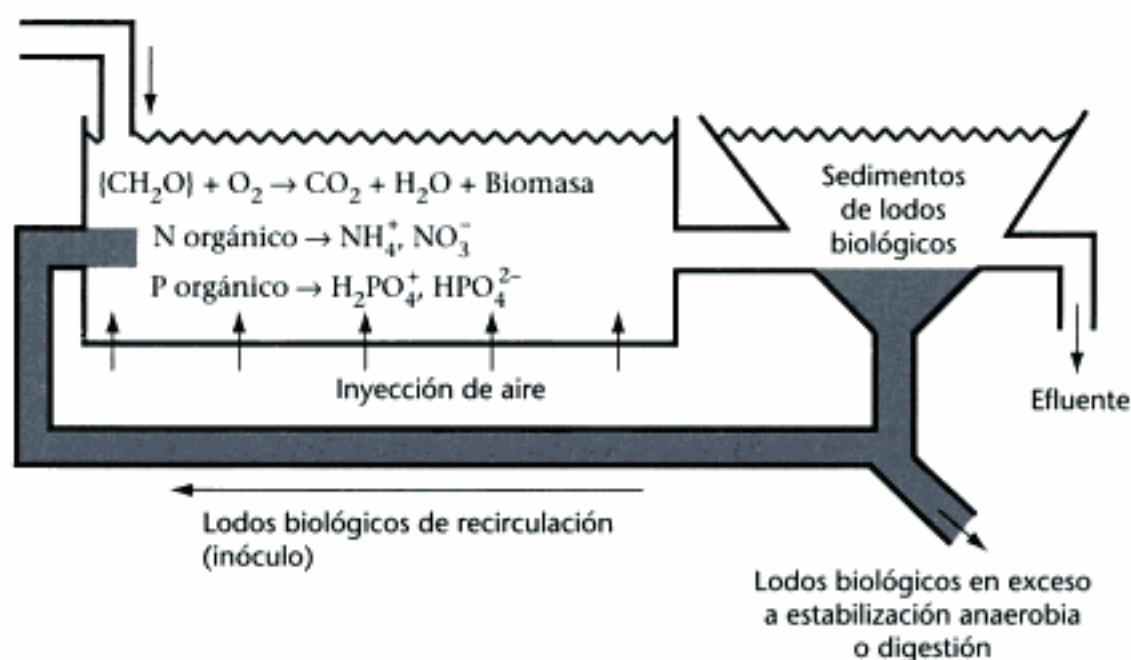 {CH₂O} + O₂ → CO₂ + H₂O + Biomasa
N orgánico → NH₄⁺, NO₃⁻
P orgánico → H₂PO₄⁺, HPO₄²⁻
Inyección de aire
Sedimentos
de lodos
biológicos
Efluente
Lodos biológicos de recirculación
(inóculo)
Lodos biológicos en exceso
a estabilización anaerobia
o digestión